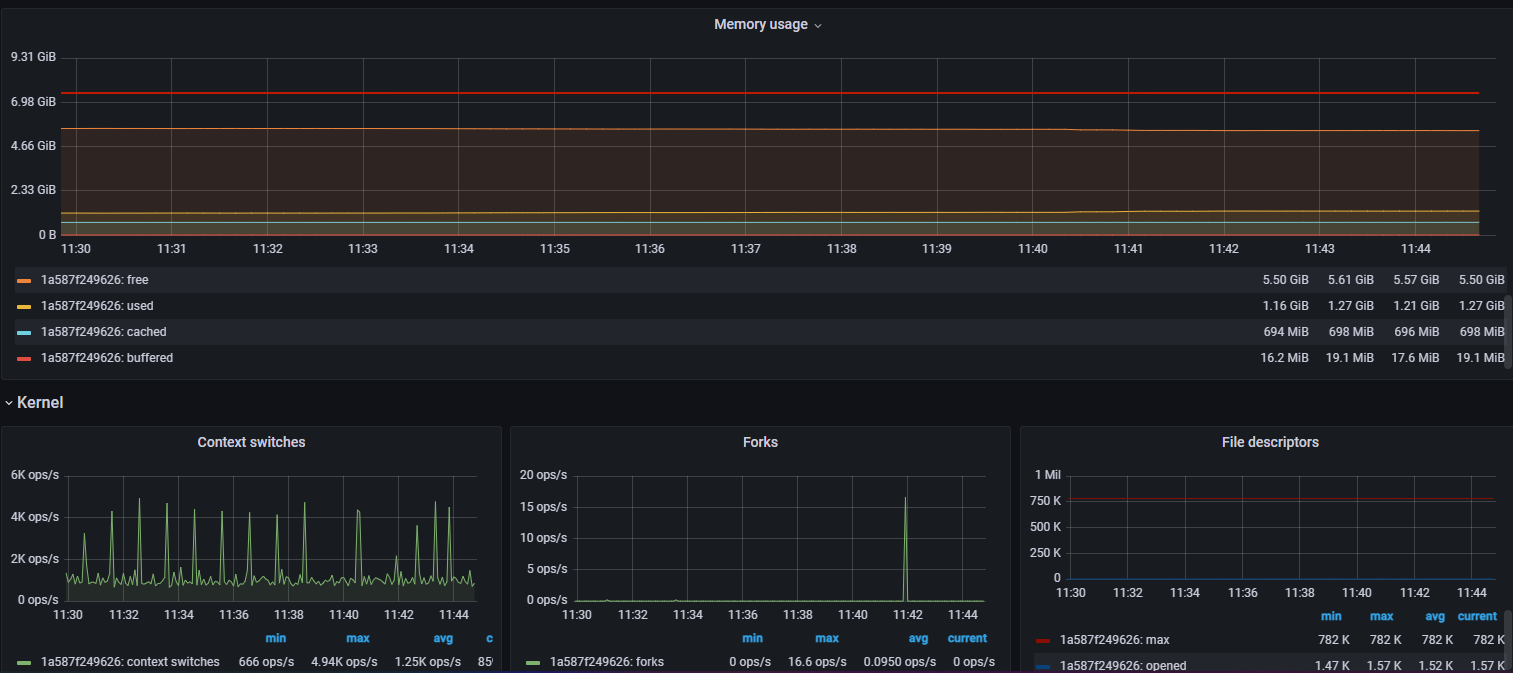 Memory usage
9.31 GiB
6.98 GiB
4.66 GiB
2.33 GiB
0 B
11:30 11:31 11:32 11:33 11:34 11:35 11:36 11:37 11:38 11:39 11:40 11:41 11:42 11:43 11:44
1a587f249626: free 5.50 GiB 5.61 GiB 5.57 GiB 5.50 GiB
1a587f249626: used 1.16 GiB 1.27 GiB 1.21 GiB 1.27 GiB
1a587f249626: cached 694 MiB 698 MiB 696 MiB 698 MiB
1a587f249626: buffered 16.2 MiB 19.1 MiB 17.6 MiB 19.1 MiB
Kernel
Context switches
6K ops/s
4K ops/s
2K ops/s
0 ops/s
11:30 11:32 11:34 11:36 11:38 11:40 11:42 11:44
min max avg c
1a587f249626: context switches 666 ops/s 4.94K ops/s 1.25K ops/s
Forks
20 ops/s
15 ops/s
10 ops/s
5 ops/s
0 ops/s
11:30 11:32 11:34 11:36 11:38 11:40 11:42 11:44
min max avg current
1a587f249626: forks 0 ops/s 16.6 ops/s 0.0950 ops/s 0 ops/s
File descriptors
1 Mil
750 K
500 K
250 K
0
11:30 11:32 11:34 11:36 11:38 11:40 11:42 11:44
min max avg current
1a587f249626: max 782 K 782 K 782 K 782 K
1a587f249626: opened 1.47 K 1.57 K 1.52 K 1.57 K